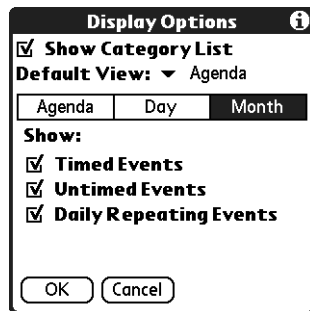 Display Options i
Show Category List
Default View: Agenda
Agenda Day Month
Show:
Timed Events
Untimed Events
Daily Repeating Events
OK Cancel